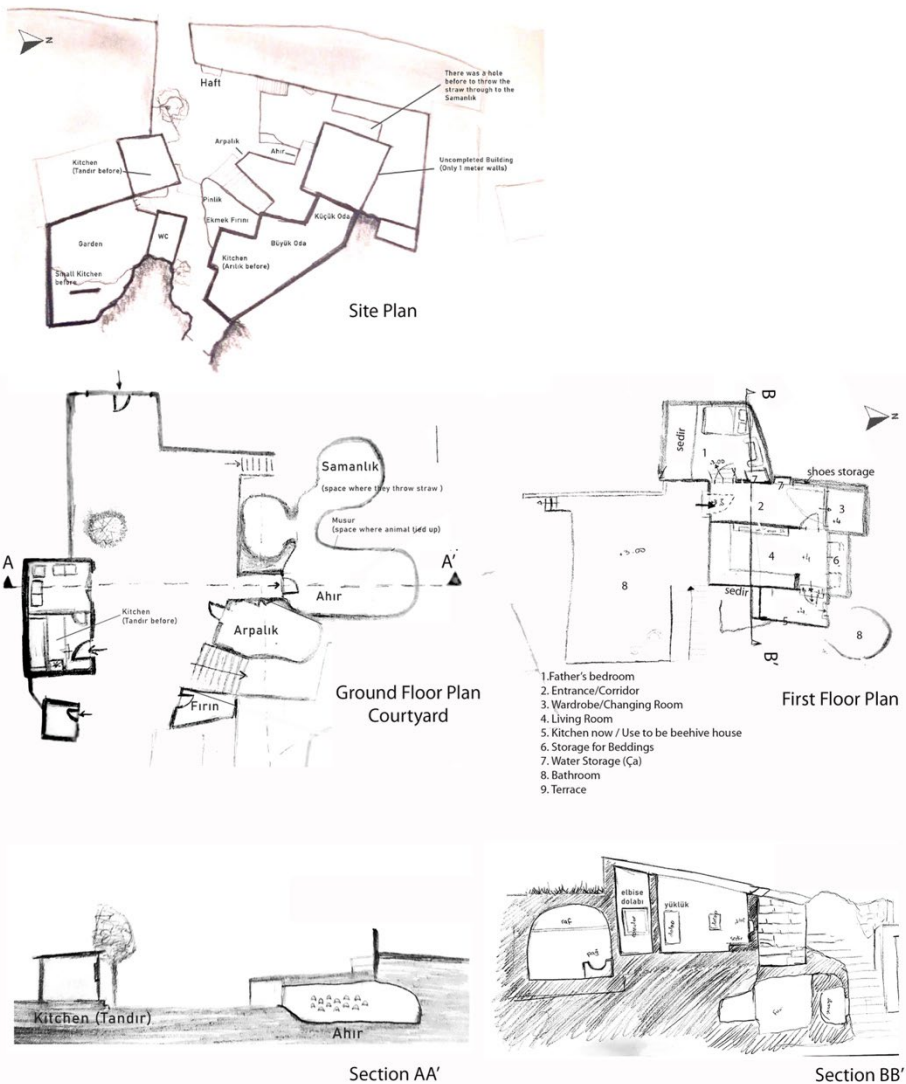 N
Haft
There was a hole
before to throw the
straw through to the
Samanlık
Arpalık
Ahır
Kitchen
(Tandır before)
Uncompleted Building
(Only 1 meter walls)
Pinlik
Ekmek Fırını
Küçük Oda
Garden
WC
Büyük Oda
Kitchen
(Arılık before)
Small Kitchen
before
Site Plan
B
N
Samanlık
(space where they throw straw )
sedir
1
shoes storage
7
7
2
3
Musur
(space where animal tied up)
A
A'
Ahır
4
6
+3.00
8
Kitchen
(Tandır before)
sedir
5
8
Arpalık
B'
Fırın
Ground Floor Plan
Courtyard
First Floor Plan
1.Father's bedroom
2. Entrance/Corridor
3. Wardrobe/Changing Room
4. Living Room
5. Kitchen now / Use to be beehive house
6. Storage for Beddings
7. Water Storage (Ça)
8. Bathroom
9. Terrace
elbise
dolabı
yüklük
raf
Kitchen (Tandır)
Ahır
Section AA'
Section BB'